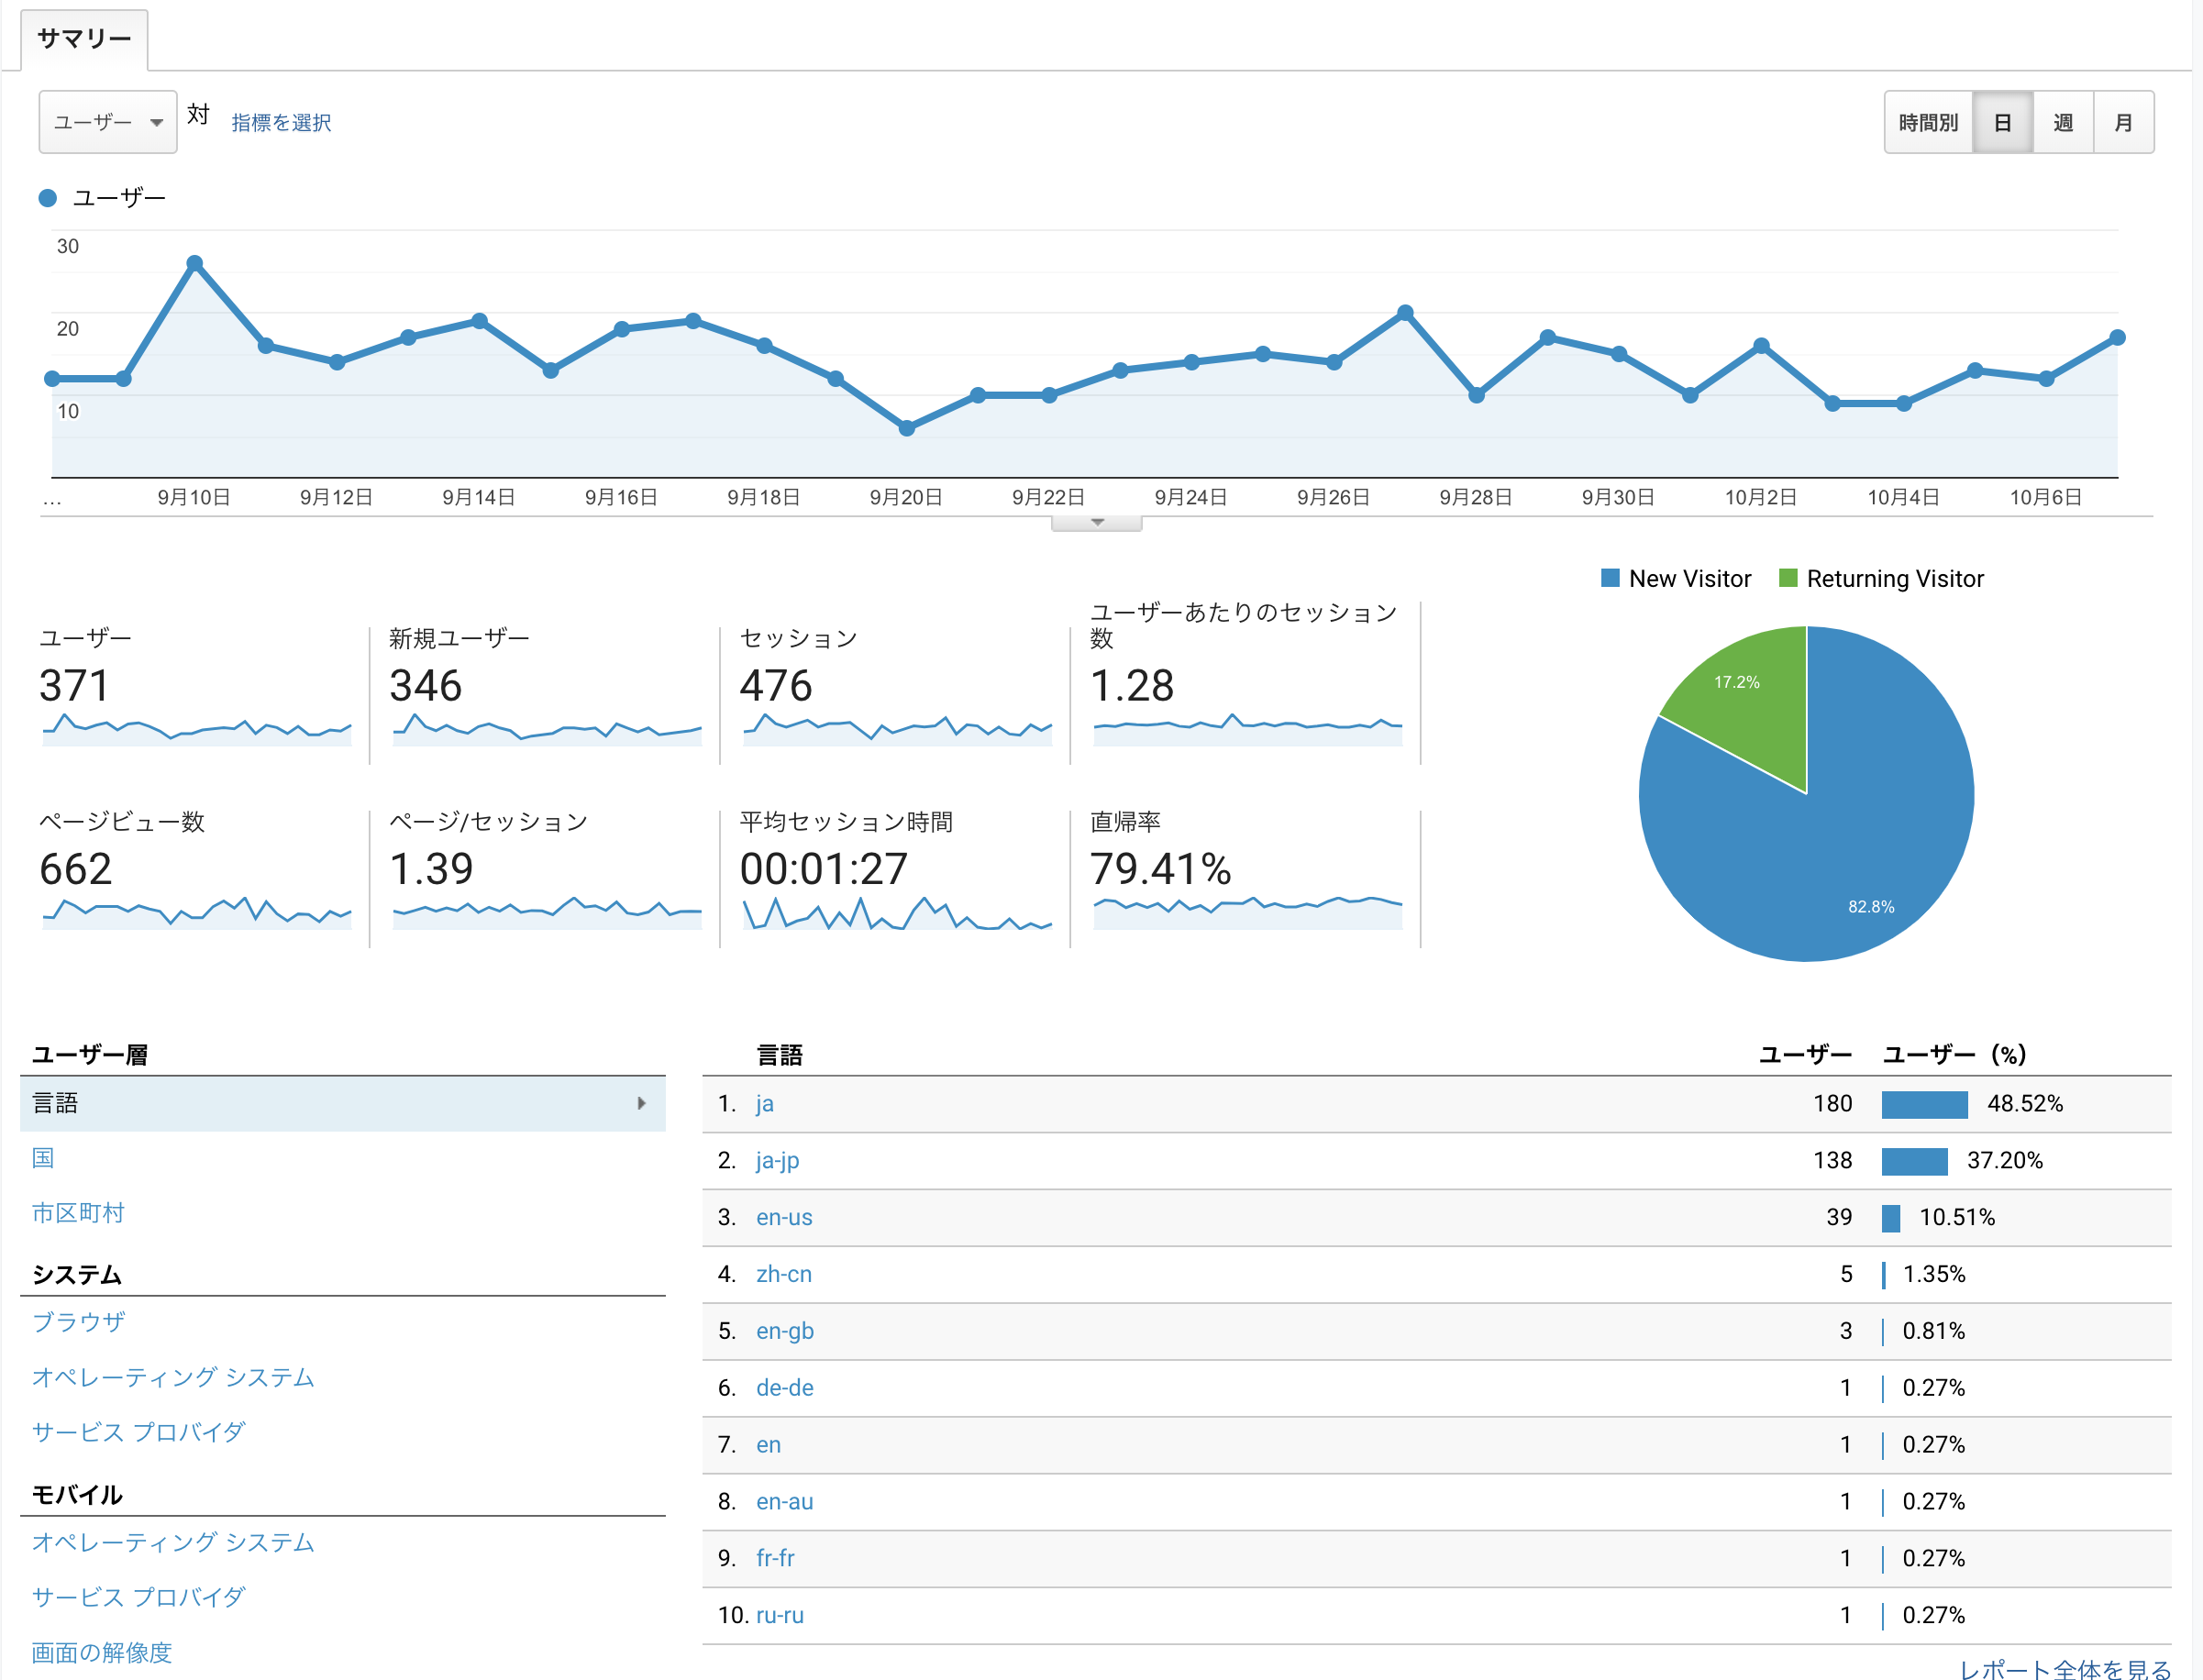 サマリー
ユーザー 対 指標を選択 時間別 日 週 月
ユーザー
30
20
10
... 9月10日 9月12日 9月14日 9月16日 9月18日 9月20日 9月22日 9月24日 9月26日 9月28日 9月30日 10月2日 10月4日 10月6日
New Visitor Returning Visitor
ユーザー
371
新規ユーザー
346
セッション
476
ユーザーあたりのセッション
数
1.28
ページビュー数
662
ページ/セッション
1.39
平均セッション時間
00:01:27
直帰率
79.41%
17.2%
82.8%
ユーザー層
言語
国
市区町村
システム
ブラウザ
オペレーティング システム
サービス プロバイダ
モバイル
オペレーティング システム
サービス プロバイダ
画面の解像度
言語 ユーザー ユーザー (%)
1. ja 180 48.52%
2. ja-jp 138 37.20%
3. en-us 39 10.51%
4. zh-cn 5 1.35%
5. en-gb 3 0.81%
6. de-de 1 0.27%
7. en 1 0.27%
8. en-au 1 0.27%
9. fr-fr 1 0.27%
10. ru-ru 1 0.27%
レポート全体を見る